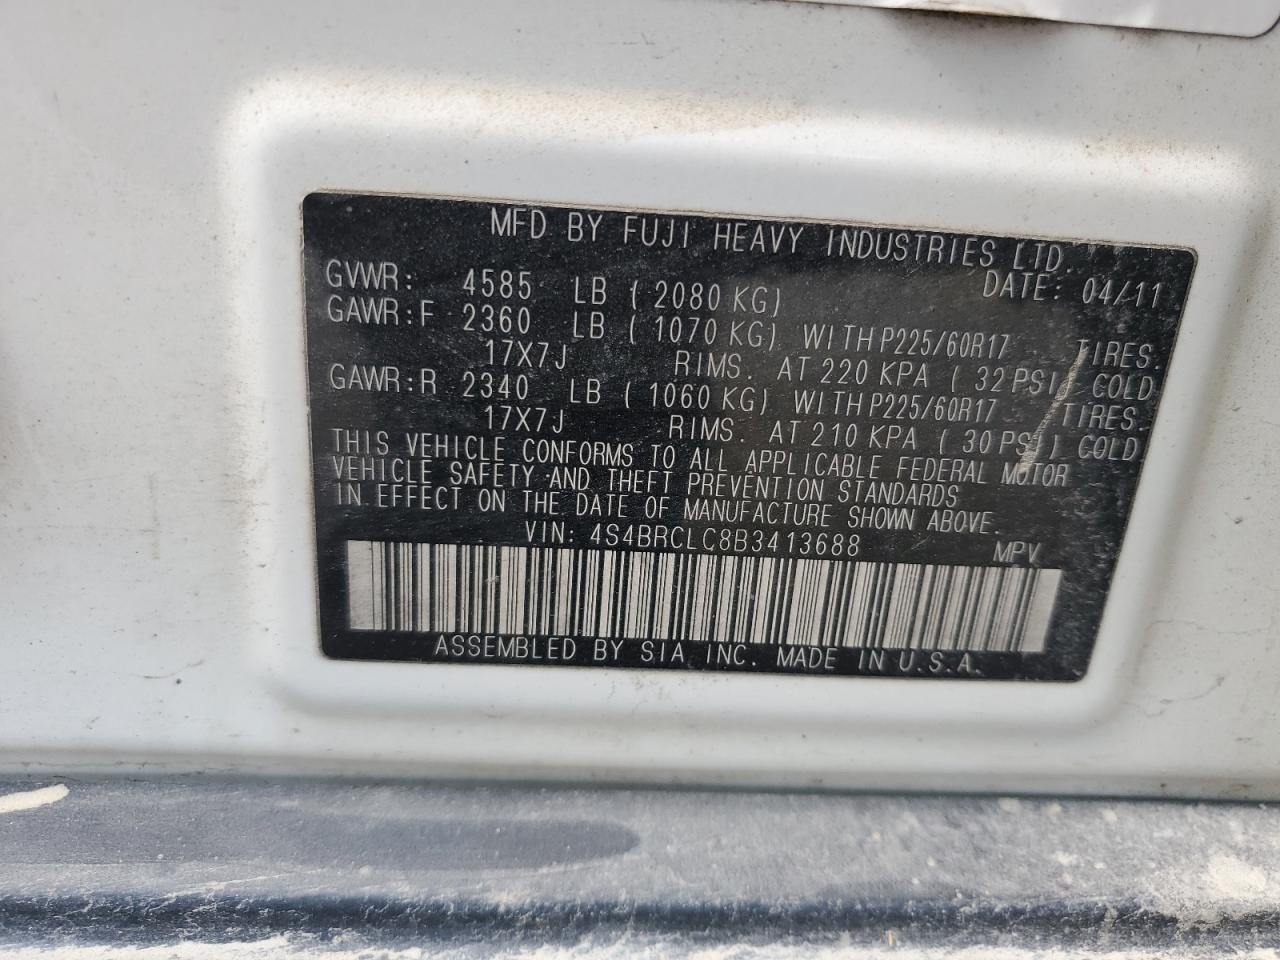 MFD BY FUJI HEAVY INDUSTRIES LTD.
DATE: 04/11
GVWR: 4585 LB (2080 KG)
GAWR:F 2360 LB (1070 KG) WITH P225/60R17 TIRES.
17X7J RIMS. AT 220 KPA (32 PSI) COLD
GAWR:R 2340 LB (1060 KG) WITH P225/60R17 TIRES.
17X7J RIMS. AT 210 KPA (30 PSI) COLD
THIS VEHICLE CONFORMS TO ALL APPLICABLE FEDERAL MOTOR
VEHICLE SAFETY AND THEFT PREVENTION STANDARDS
IN EFFECT ON THE DATE OF MANUFACTURE SHOWN ABOVE.
VIN: 4S4BRCLC8B3413688 MPV
ASSEMBLED BY SIA, INC. MADE IN U.S.A.